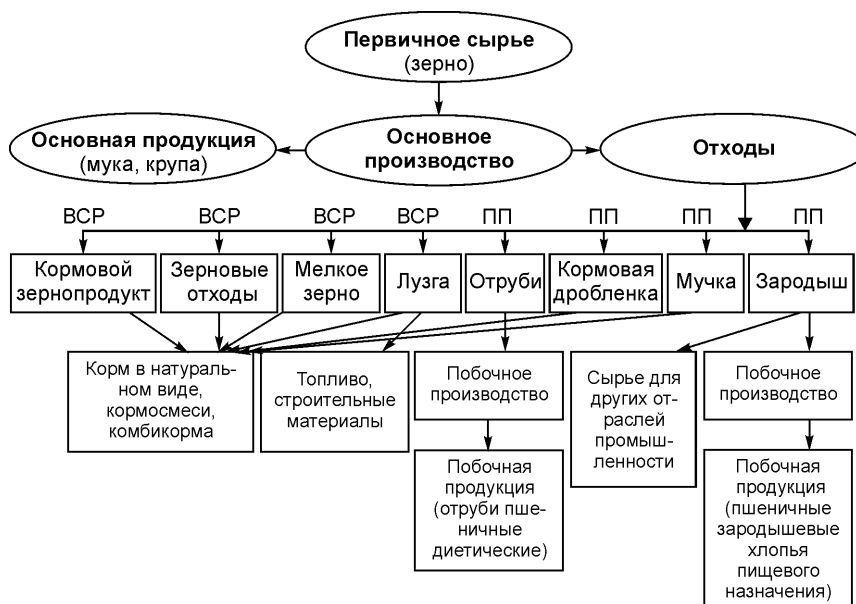 Первичное сырье
(зерно)
Основная продукция
(мука, крупа)
Основное
производство
Отходы
ВСР
ВСР
ВСР
ВСР
ПП
ПП
ПП
ПП
Кормовой
зернопродукт
Зерновые
отходы
Мелкое
зерно
Лузга
Отруби
Кормовая
дробленка
Мучка
Зародыш
Корм в натураль-
ном виде,
кормосмеси,
комбикорма
Топливо,
строительные
материалы
Побочное
производство
Сырье для
других от-
раслей
промыш-
ленности
Побочное
производство
Побочная
продукция
(отруби пше-
ничные
диетические)
Побочная
продукция
(пшеничные
зародышевые
хлопья
пищевого
назначения)